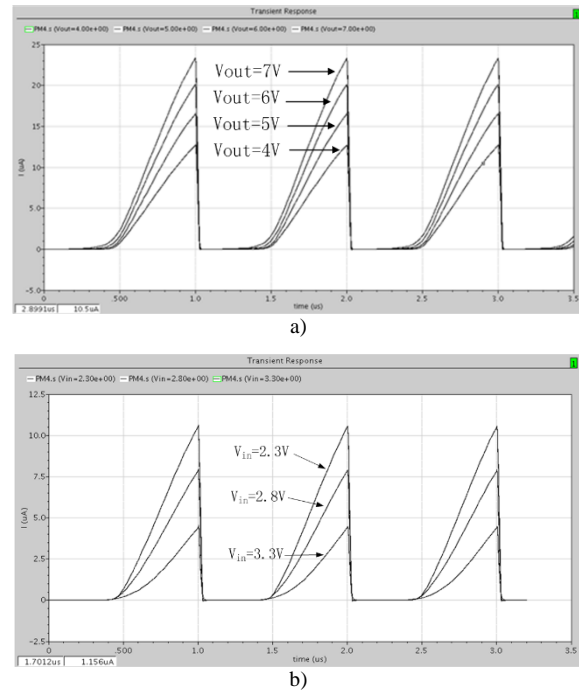 Transient Response
1
PM4.s (Vout=4.00e+00) PM4.s (Vout=5.00e+00) PM4.s (Vout=6.00e+00) PM4.s (Vout=7.00e+00)
25
20
15
10
5.0
0
-5.0
I (uA)
Vout=7V
Vout=6V
Vout=5V
Vout=4V
0 .500 1.0 1.5 2.0 2.5 3.0 3.5
time (us)
2.8991us 10.5uA
a)
Transient Response
1
PM4.s (Vin=2.30e+00) PM4.s (Vin=2.80e+00) PM4.s (Vin=3.30e+00)
12.5
10.0
7.5
5.0
2.5
0
-2.5
I (uA)
Vin=2.3V
Vin=2.8V
Vin=3.3V
0 .500 1.0 1.5 2.0 2.5 3.0 3.5
time (us)
1.7012us 1.156uA
b)